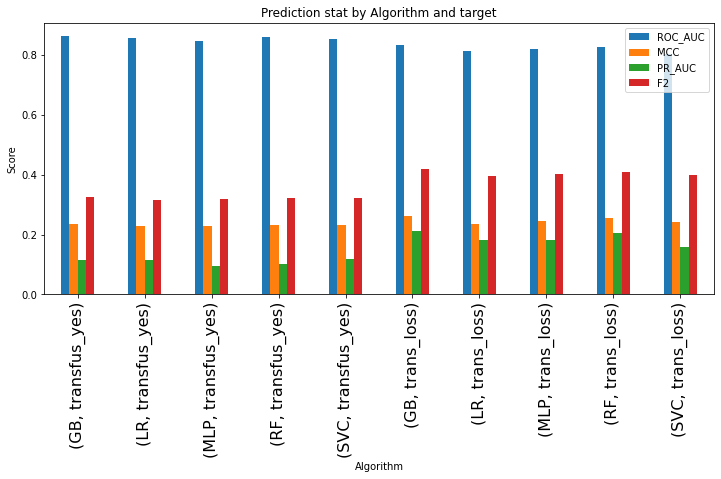 Prediction stat by Algorithm and target
ROC_AUC
MCC
PR_AUC
F2
Score
0.8
0.6
0.4
0.2
0.0
(GB, transfus_yes)
(LR, transfus_yes)
(MLP, transfus_yes)
(RF, transfus_yes)
(SVC, transfus_yes)
(GB, trans_loss)
(LR, trans_loss)
(MLP, trans_loss)
(RF, trans_loss)
(SVC, trans_loss)
Algorithm